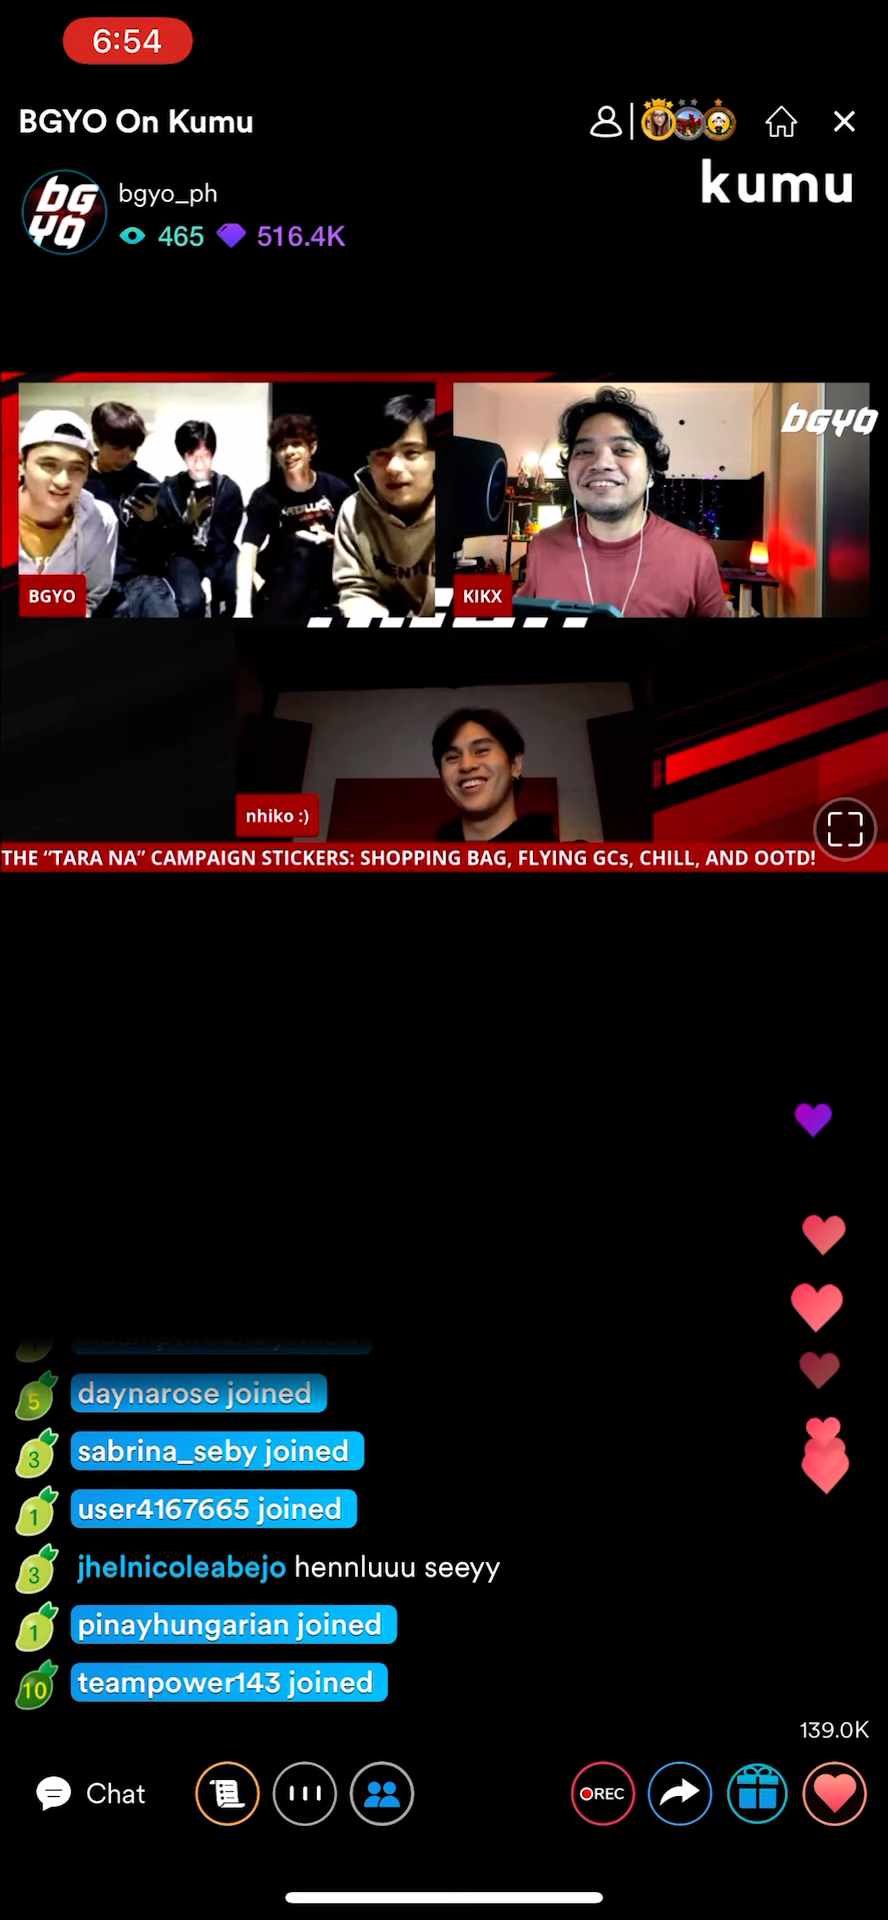 6:54
BGYO On Kumu
kumu
bgyo_ph
465 516.4K
BGYO
BGYO
KIKX
nhiko :)
THE “TARA NA” CAMPAIGN STICKERS: SHOPPING BAG, FLYING GCs, CHILL, AND OOTD!
5 daynarose joined
3 sabrina_seby joined
1 user4167665 joined
3 jhelnicoleabejo hennluuu seeyy
1 pinayhungarian joined
10 teampower143 joined
139.0K
Chat
REC